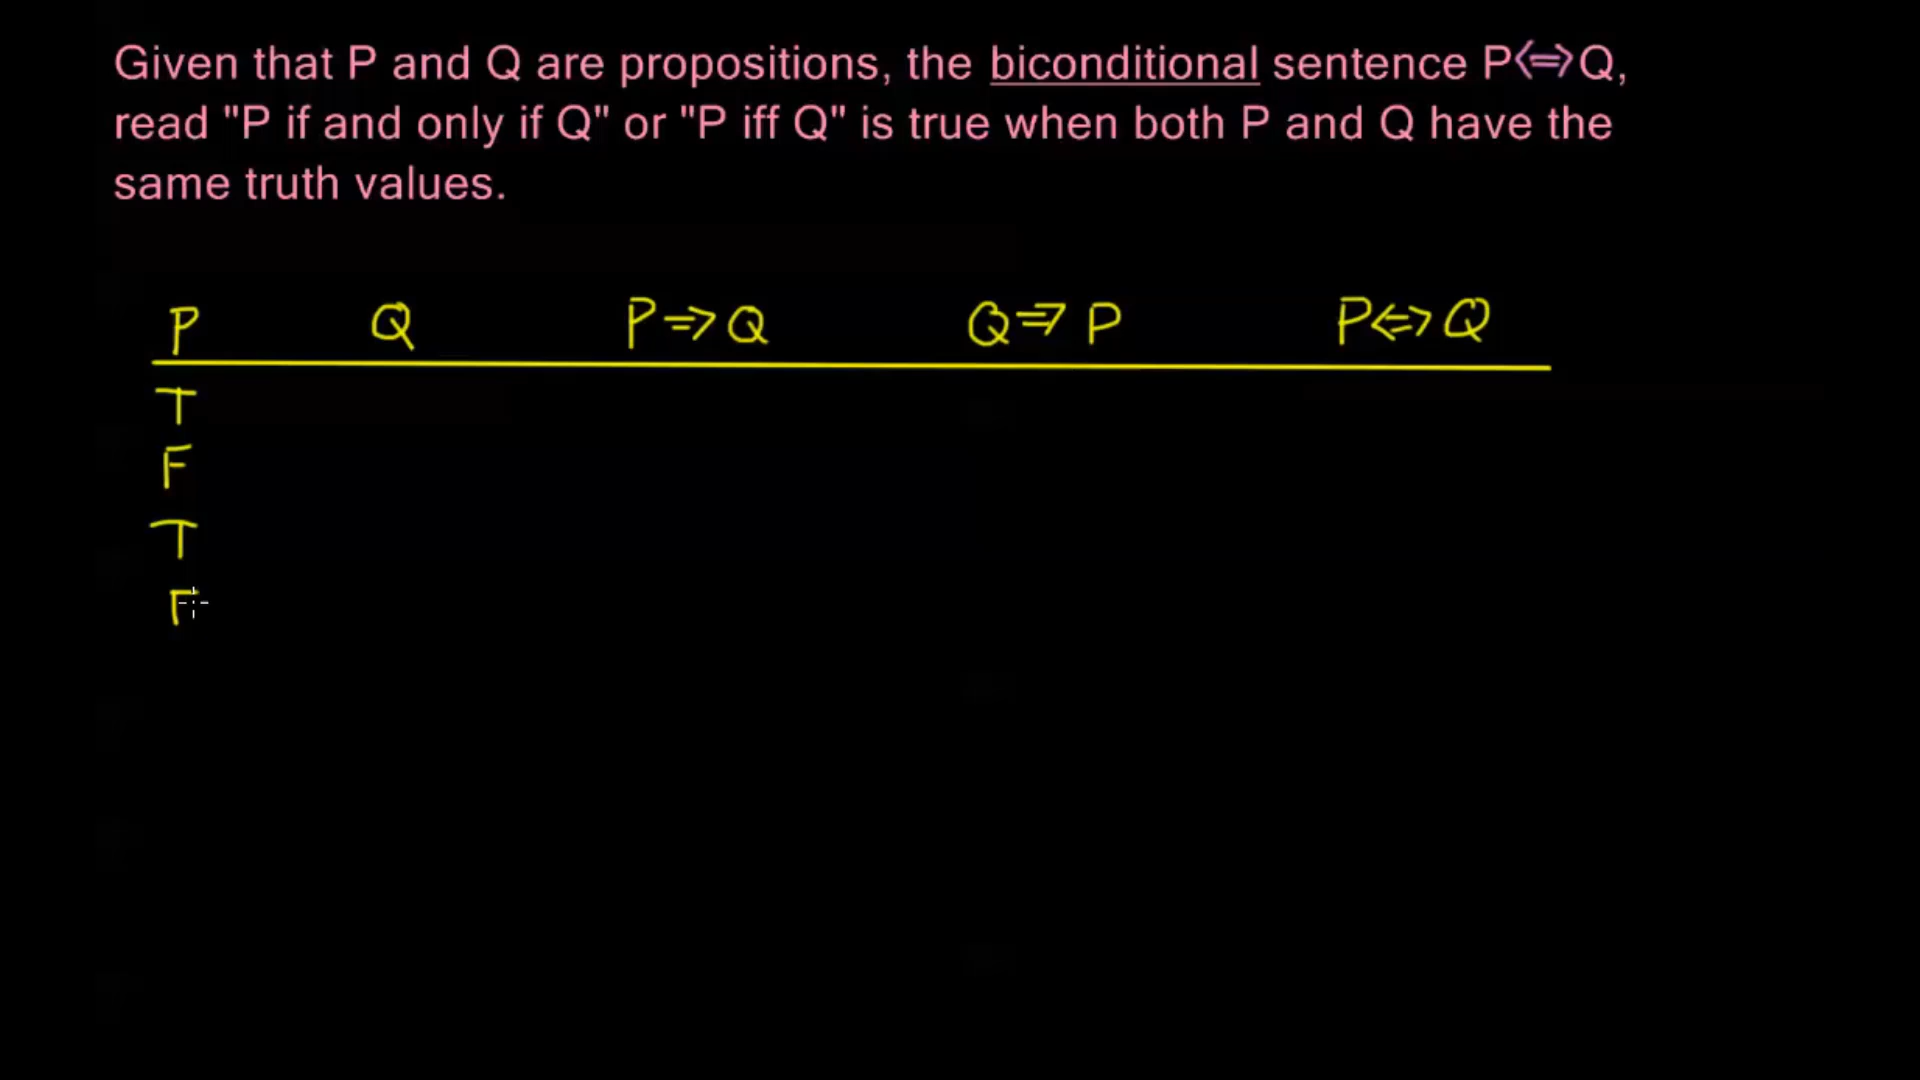 Given that P and Q are propositions, the biconditional sentence P⇔Q,
read "P if and only if Q" or "P iff Q" is true when both P and Q have the
same truth values.
P Q P⇒Q Q⇒P P⇔Q
T
F
T
F